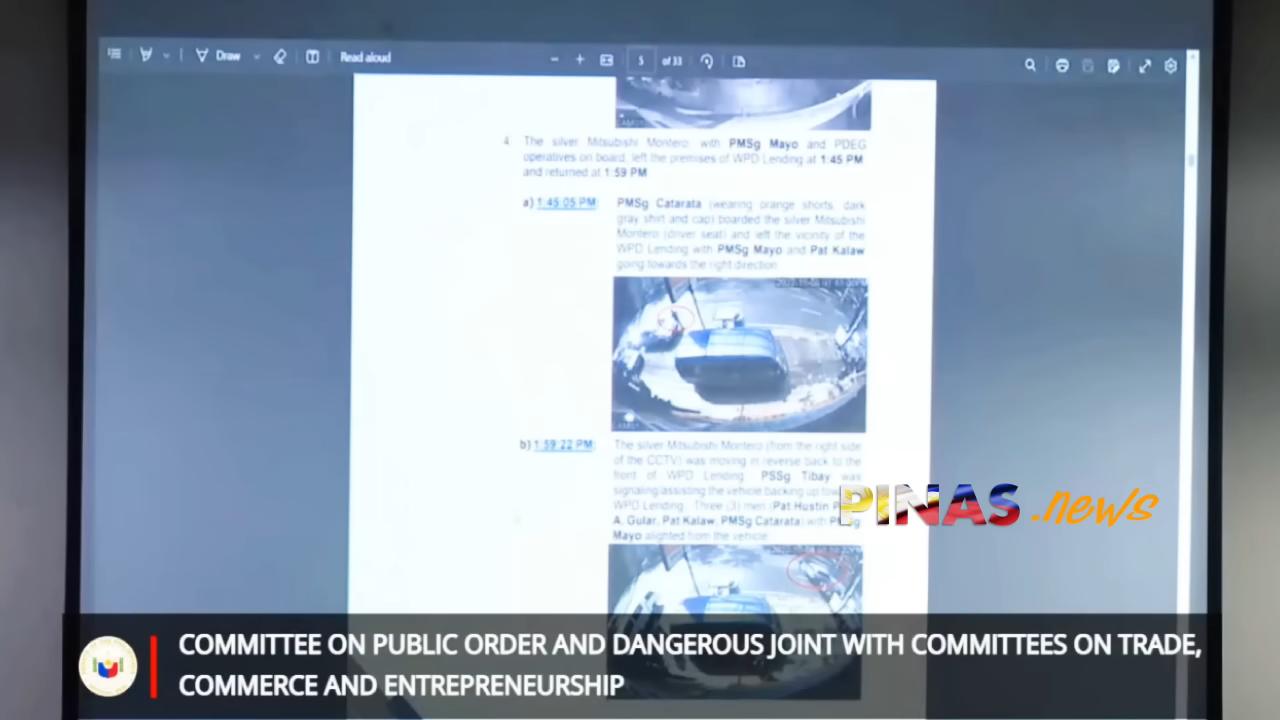 Draw
Read aloud
5
of 33
4. The silver Mitsubishi Montero, with PMSg Mayo and PDEG
operatives on board, left the premises of WPD Lending at 1:45 PM
and returned at 1:59 PM
a) 1:45:05 PM: PMSg Catarata (wearing orange shorts, dark
gray shirt and cap) boarded the silver Mitsubishi
Montero (driver seat) and left the vicinity of the
WPD Lending with PMSg Mayo and Pat Kalaw
going towards the right direction
b) 1:59:22 PM: The silver Mitsubishi Montero (from the right side
of the CCTV) was moving in reverse back to the
front of WPD Lending. PSSg Tibay was
signaling/assisting the vehicle backing up
WPD Lending. Three (3) men (Pat Hustin
A. Gular, Pat Kalaw, PMSg Catarata) with PMSg
Mayo alighted from the vehicle
PINAS.news
COMMITTEE ON PUBLIC ORDER AND DANGEROUS JOINT WITH COMMITTEES ON TRADE,
COMMERCE AND ENTREPRENEURSHIP